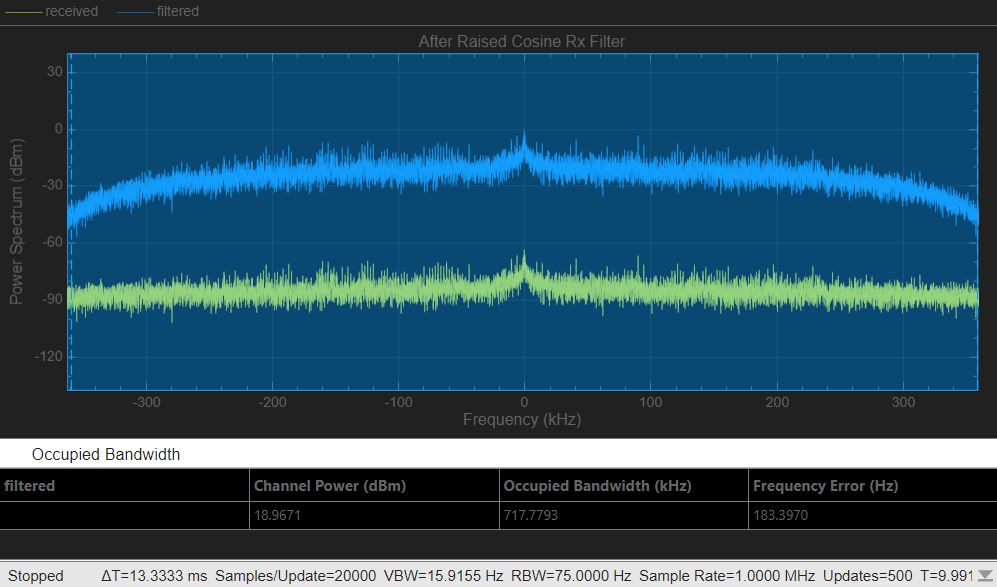 received filtered
After Raised Cosine Rx Filter
30
0
-30
-60
-90
-120
Power Spectrum (dBm)
-300 -200 -100 0 100 200 300
Frequency (kHz)
Occupied Bandwidth
filtered Channel Power (dBm) Occupied Bandwidth (kHz) Frequency Error (Hz)
18.9671 717.7793 183.3970
Stopped ΔT=13.3333 ms Samples/Update=20000 VBW=15.9155 Hz RBW=75.0000 Hz Sample Rate=1.0000 MHz Updates=500 T=9.991